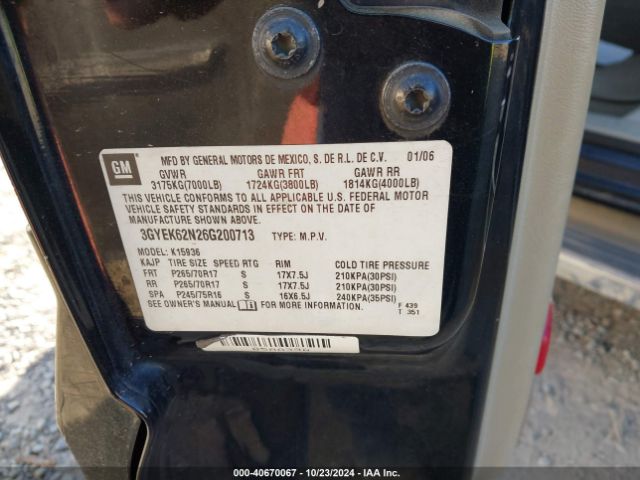 GM
MFD BY GENERAL MOTORS DE MEXICO, S. DE R.L. DE C.V. 01/06
GVWR GAWR FRT GAWR RR
3175KG(7000LB) 1724KG(3800LB) 1814KG(4000LB)
THIS VEHICLE CONFORMS TO ALL APPLICABLE U.S. FEDERAL MOTOR
VEHICLE SAFETY STANDARDS IN EFFECT ON THE DATE OF
MANUFACTURE SHOWN ABOVE.
3GYEK62N26G200713 TYPE: M.P.V.
MODEL: K15936
KAJP TIRE SIZE SPEED RTG RIM COLD TIRE PRESSURE
FRT P265/70R17 S 17X7.5J 210KPA(30PSI)
RR P265/70R17 S 17X7.5J 210KPA(30PSI)
SPA P245/75R16 S 16X6.5J 240KPA(35PSI)
SEE OWNER'S MANUAL FOR MORE INFORMATION.
F 439
T 351
000-40670067 - 10/23/2024 - IAA Inc.